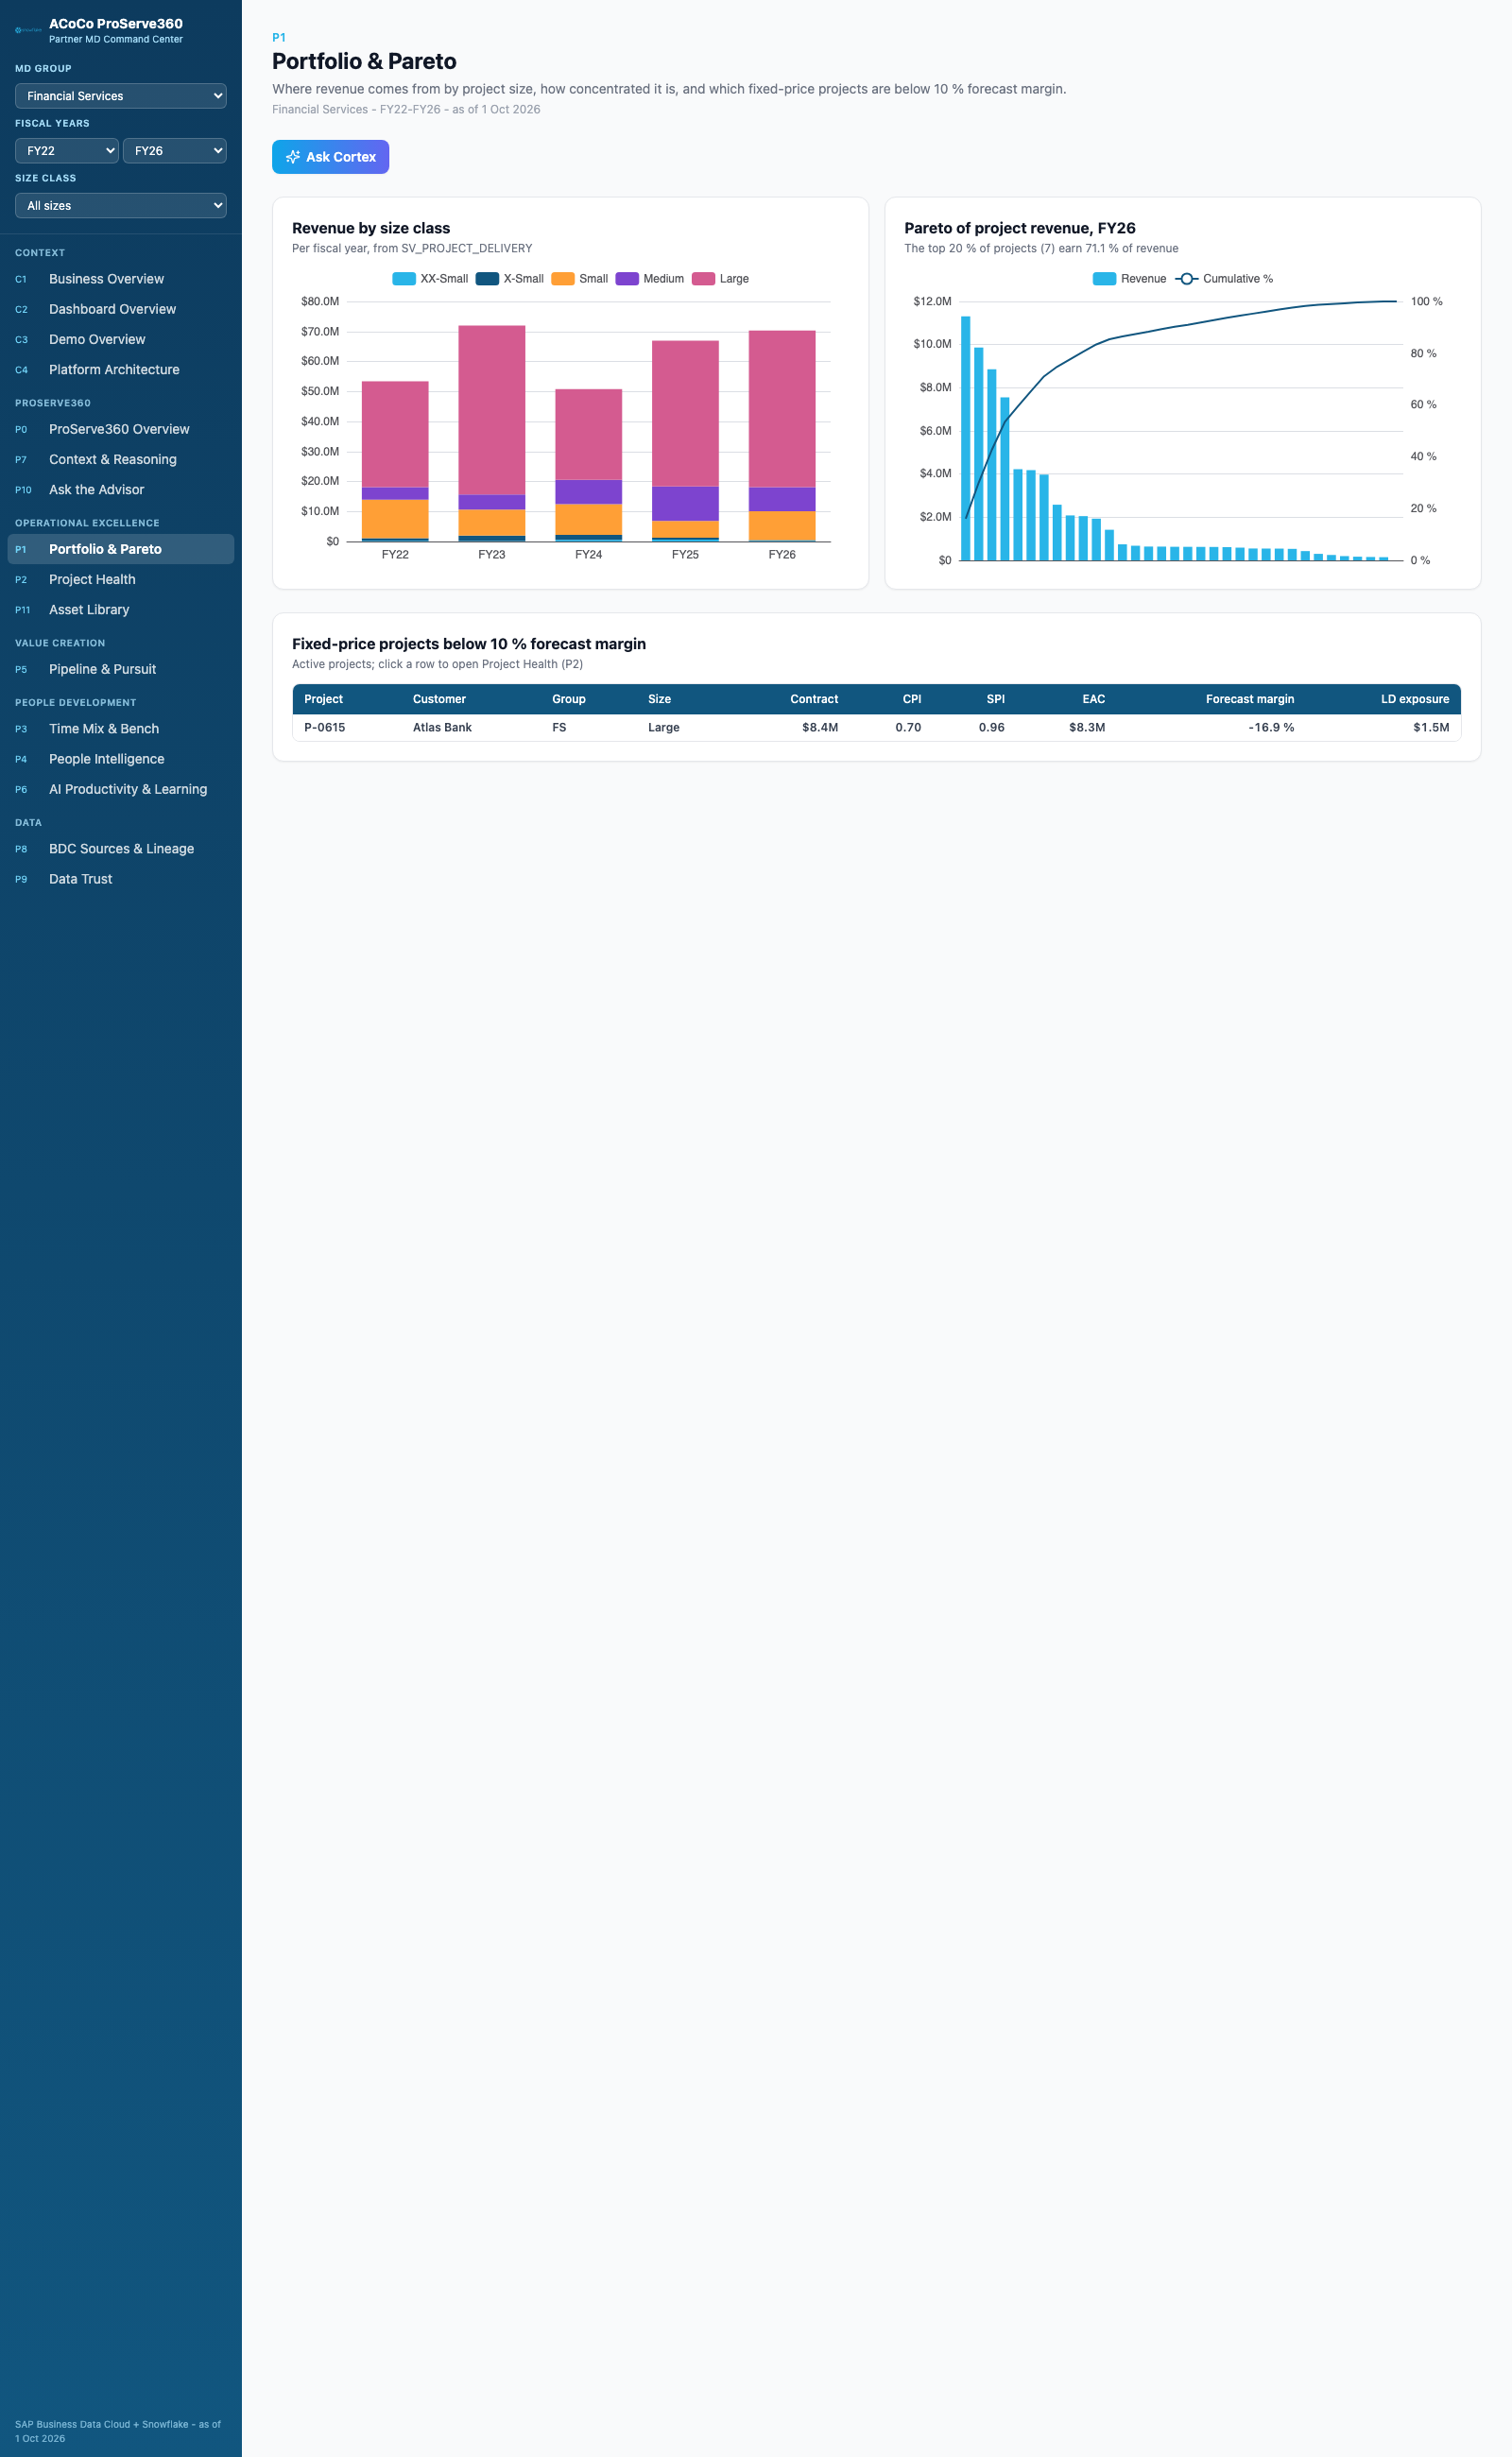 ACoCo ProServe360
Partner MD Command Center
MD GROUP
Financial Services
FISCAL YEARS
FY22
FY26
SIZE CLASS
All sizes
CONTEXT
C1 Business Overview
C2 Dashboard Overview
C3 Demo Overview
C4 Platform Architecture
PROSERVE360
P0 ProServe360 Overview
P7 Context & Reasoning
P10 Ask the Advisor
OPERATIONAL EXCELLENCE
P1 Portfolio & Pareto
P2 Project Health
P11 Asset Library
VALUE CREATION
P5 Pipeline & Pursuit
PEOPLE DEVELOPMENT
P3 Time Mix & Bench
P4 People Intelligence
P6 AI Productivity & Learning
DATA
P8 BDC Sources & Lineage
P9 Data Trust
SAP Business Data Cloud + Snowflake - as of
1 Oct 2026
P1
Portfolio & Pareto
Where revenue comes from by project size, how concentrated it is, and which fixed-price projects are below 10 % forecast margin.
Financial Services - FY22-FY26 - as of 1 Oct 2026
Ask Cortex
Revenue by size class
Per fiscal year, from SV_PROJECT_DELIVERY
XX-Small X-Small Small Medium Large
$80.0M
$70.0M
$60.0M
$50.0M
$40.0M
$30.0M
$20.0M
$10.0M
$0
FY22 FY23 FY24 FY25 FY26
Pareto of project revenue, FY26
The top 20 % of projects (7) earn 71.1 % of revenue
Revenue Cumulative %
$12.0M
$10.0M
$8.0M
$6.0M
$4.0M
$2.0M
$0
100 %
80 %
60 %
40 %
20 %
0 %
Fixed-price projects below 10 % forecast margin
Active projects; click a row to open Project Health (P2)
Project Customer Group Size Contract CPI SPI EAC Forecast margin LD exposure
P-0615 Atlas Bank FS Large $8.4M 0.70 0.96 $8.3M -16.9 % $1.5M